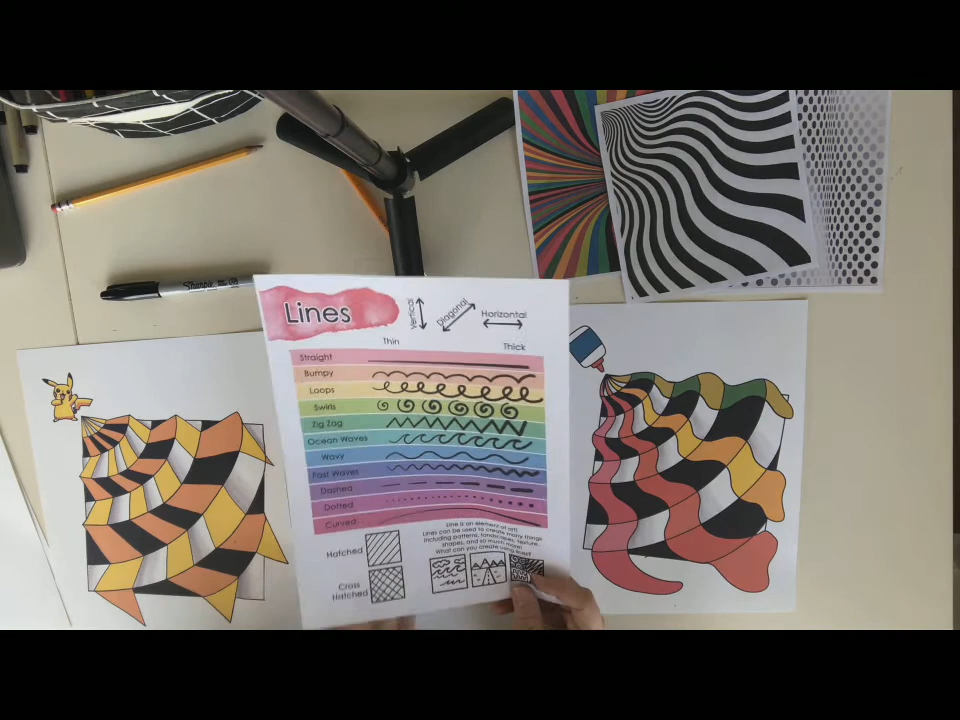 Lines
Vertical
Diagonal
Horizontal
Thin
Thick
Straight
Bumpy
Loops
Swirls
Zig Zag
Ocean Waves
Wavy
Fast Waves
Dashed
Dotted
Curved
Line is an element of art!
Lines can be used to create many things
including patterns, landscapes, texture,
shapes, and so much more!
What can you create using lines?
Hatched
Cross
Hatched
Sharpie